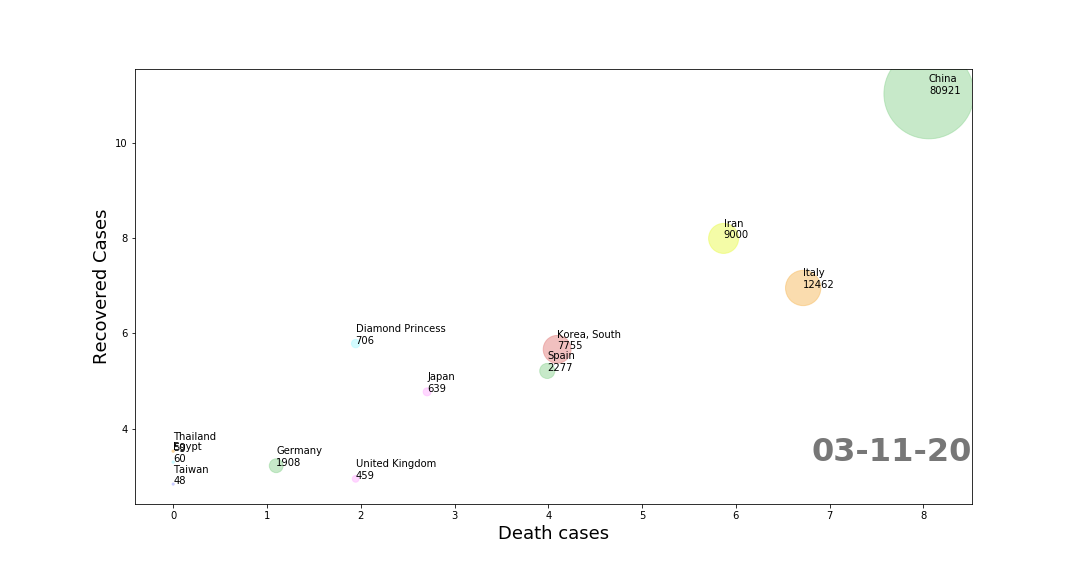 China
80921
10
Iran
9000
8
Italy
12462
Recovered Cases
Diamond Princess
706
6
Korea, South
7755
Spain
2277
Japan
639
4
Thailand
Egypt
60
Taiwan
48
Germany
1908
United Kingdom
459
03-11-20
0 1 2 3 4 5 6 7 8
Death cases